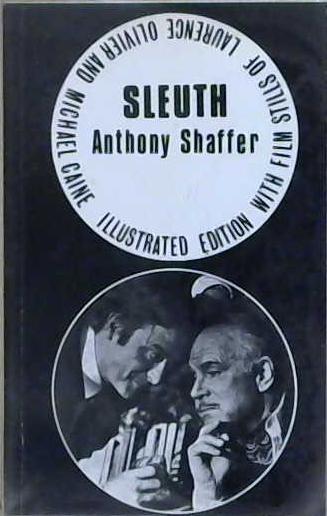 SLEUTH
Anthony Shaffer
ILLUSTRATED EDITION WITH FILM STILLS OF LAURENCE OLIVIER AND MICHAEL CAINE